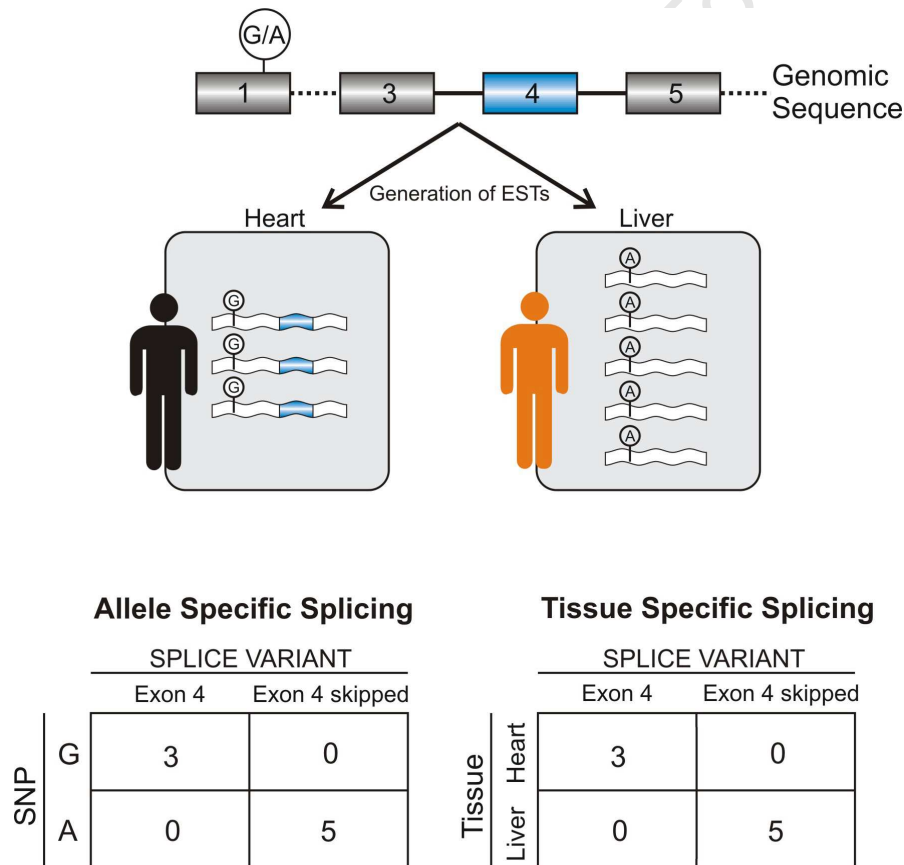 G/A
1 3 4 5
Genomic
Sequence
Generation of ESTs
Heart Liver
G
G
G
A
A
A
A
A
Allele Specific Splicing
SPLICE VARIANT
Exon 4 Exon 4 skipped
SNP
G 3 0
A 0 5
Tissue Specific Splicing
SPLICE VARIANT
Exon 4 Exon 4 skipped
Tissue
Heart 3 0
Liver 0 5